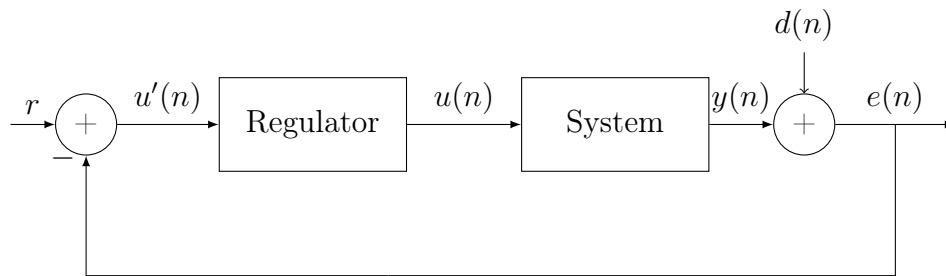 d(n)
r
+
−
u'(n)
Regulator
u(n)
System
y(n)
+
e(n)